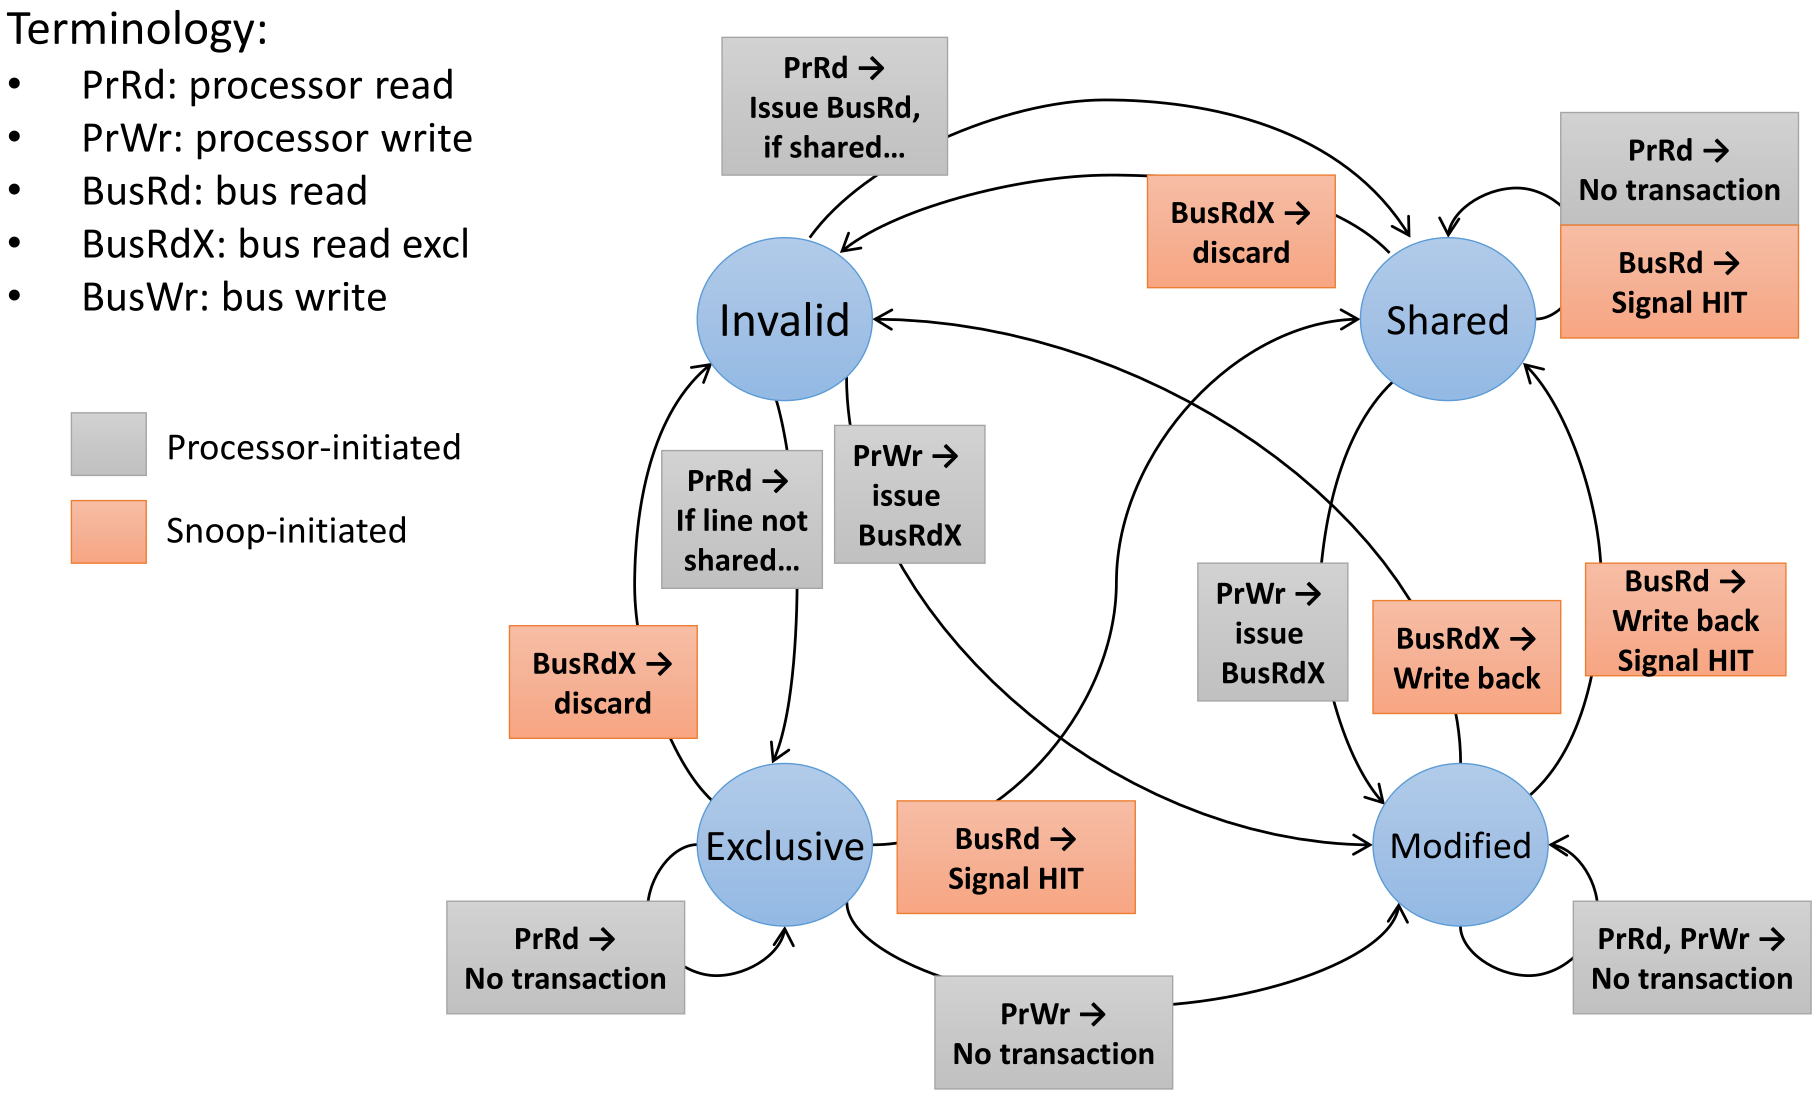 Terminology:
• PrRd: processor read
• PrWr: processor write
• BusRd: bus read
• BusRdX: bus read excl
• BusWr: bus write
Processor-initiated
Snoop-initiated
PrRd →
Issue BusRd,
if shared...
BusRdX →
discard
PrRd →
No transaction
BusRd →
Signal HIT
Invalid
Shared
PrRd →
If line not
shared...
PrWr →
issue
BusRdX
PrWr →
issue
BusRdX
BusRdX →
Write back
BusRd →
Write back
Signal HIT
BusRdX →
discard
Exclusive
BusRd →
Signal HIT
Modified
PrRd →
No transaction
PrWr →
No transaction
PrRd, PrWr →
No transaction